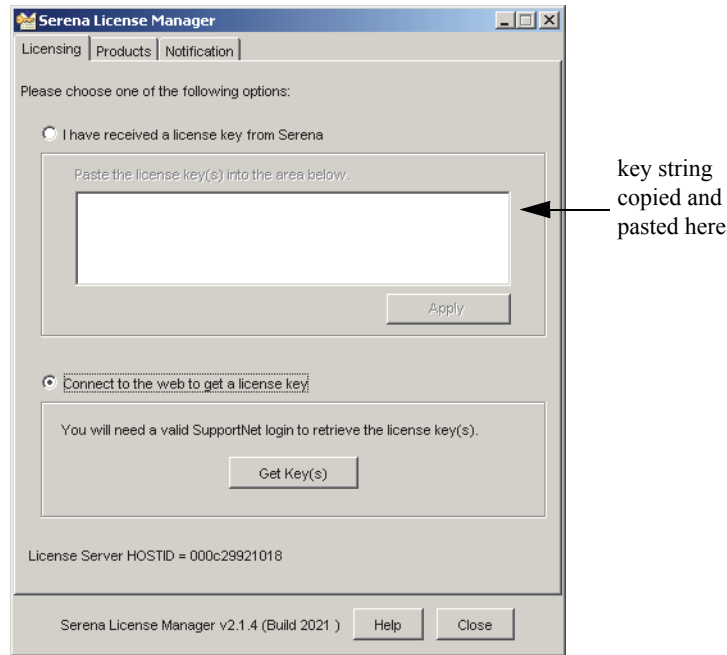 Serena License Manager
Licensing Products Notification
Please choose one of the following options:
I have received a license key from Serena
Paste the license key(s) into the area below.
key string
copied and
pasted here
Apply
Connect to the web to get a license key
You will need a valid SupportNet login to retrieve the license key(s).
Get Key(s)
License Server HOSTID = 000c29921018
Serena License Manager v2.1.4 (Build 2021 ) Help Close